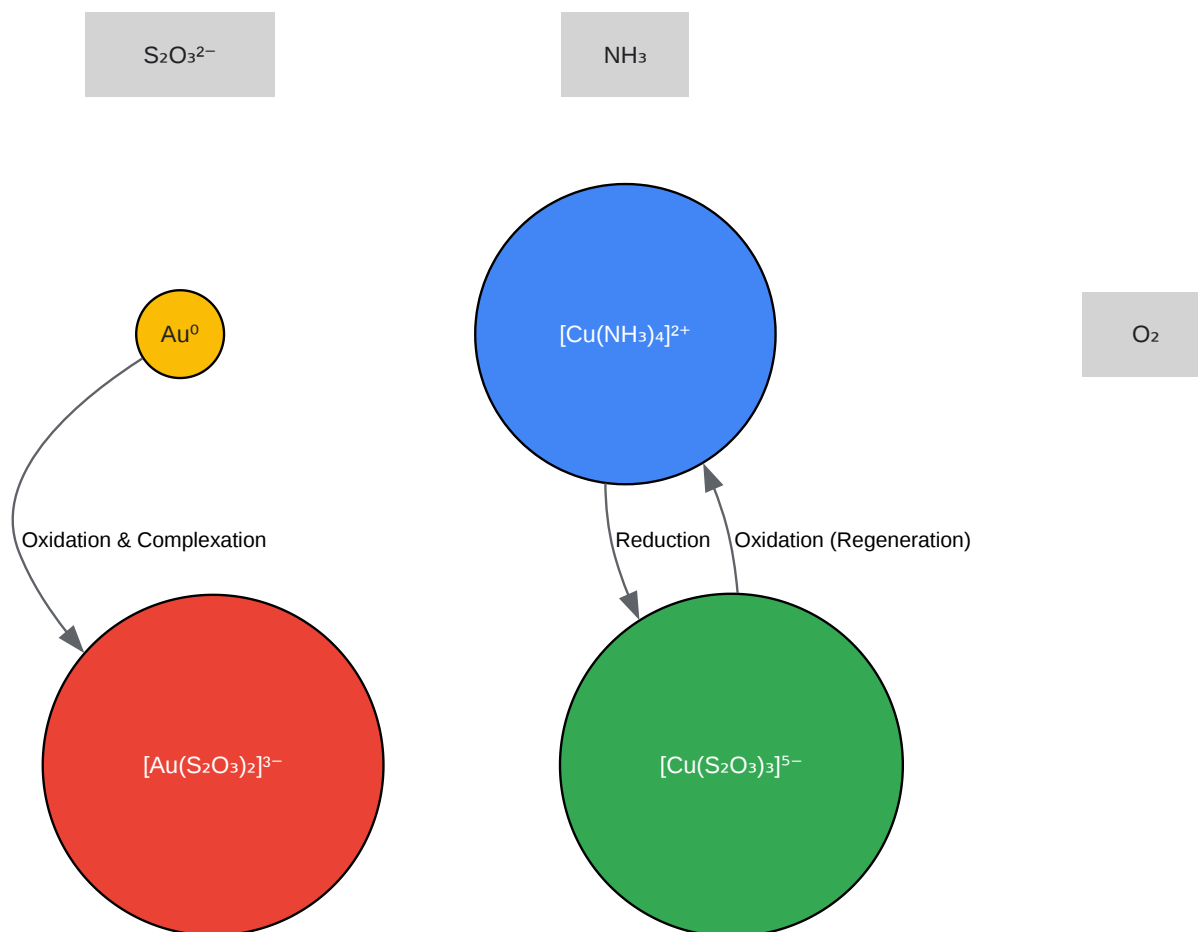 S₂O₃²⁻
NH₃
Au⁰
[Cu(NH₃)₄]²⁺
O₂
Oxidation & Complexation
Reduction
Oxidation (Regeneration)
[Au(S₂O₃)₂]³⁻
[Cu(S₂O₃)₃]⁵⁻